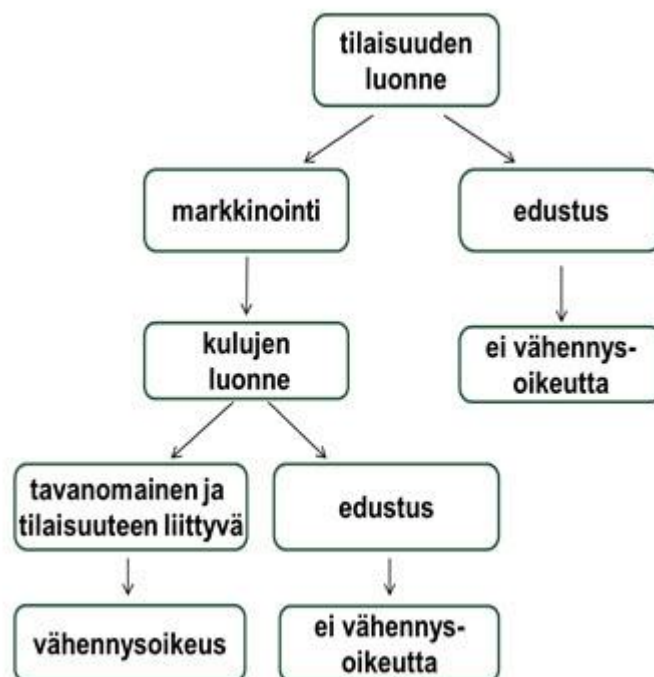 tilaisuuden
luonne
markkinointi
edustus
kulujen
luonne
ei vähennys-
oikeutta
tavanomainen ja
tilaisuuteen liittyvä
edustus
vähennysoikeus
ei vähennys-
oikeutta